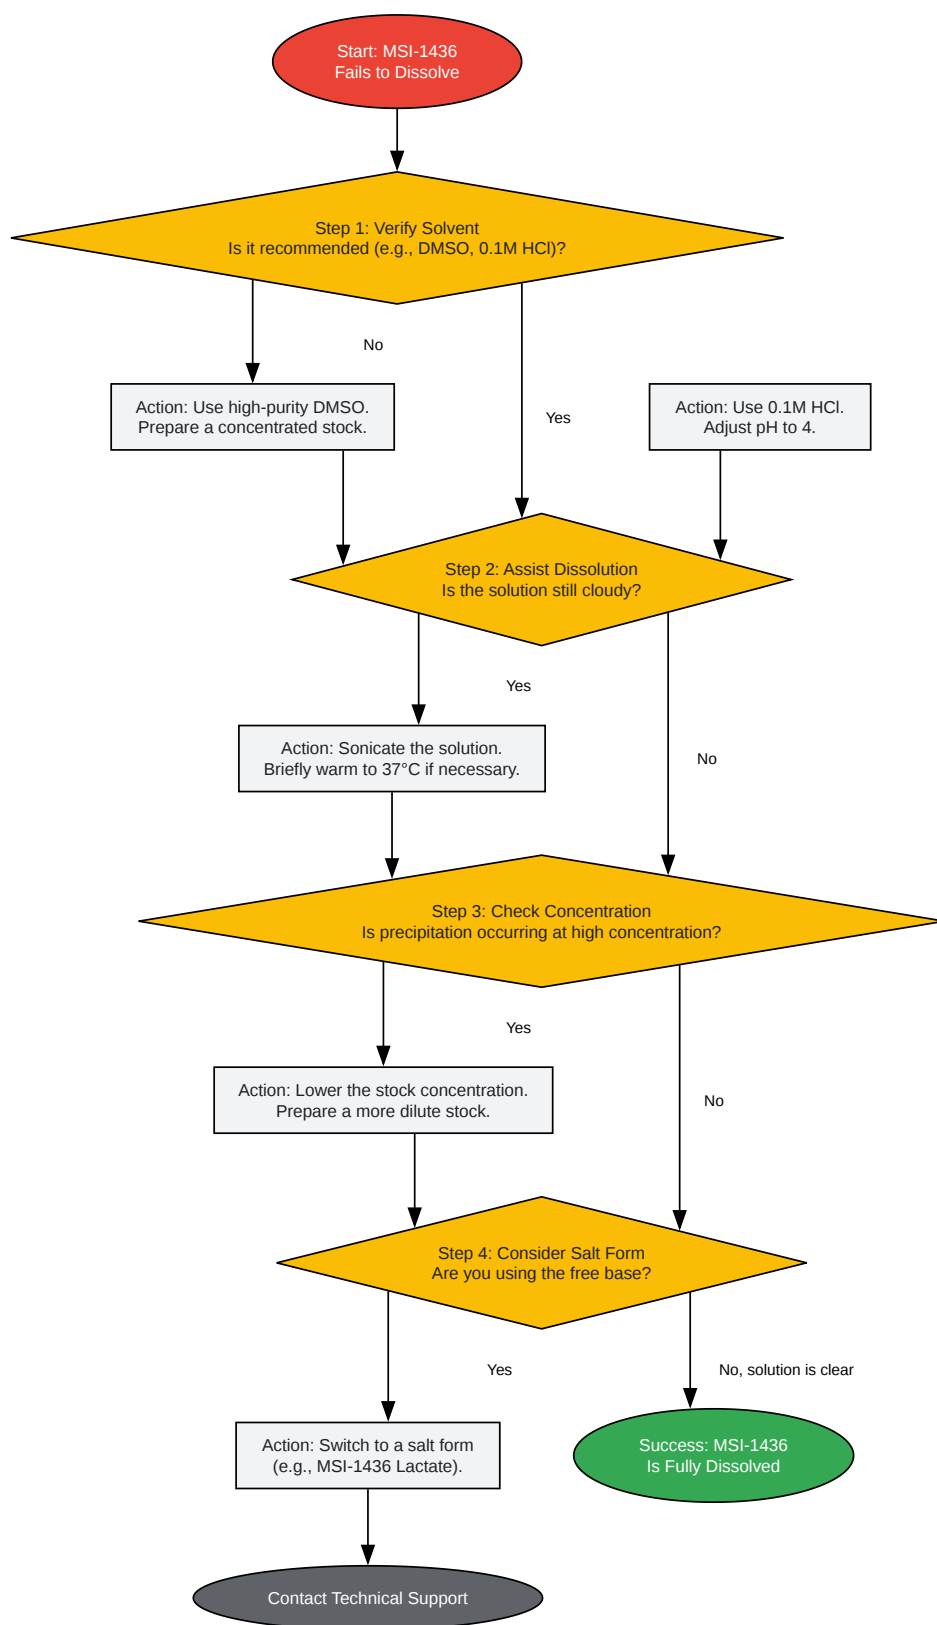 Start: MSI-1436
Fails to Dissolve
Step 1: Verify Solvent
Is it recommended (e.g., DMSO, 0.1M HCl)?
No
Action: Use high-purity DMSO.
Prepare a concentrated stock.
Yes
Action: Use 0.1M HCl.
Adjust pH to 4.
Step 2: Assist Dissolution
Is the solution still cloudy?
Yes
Action: Sonicate the solution.
Briefly warm to 37°C if necessary.
No
Step 3: Check Concentration
Is precipitation occurring at high concentration?
Yes
Action: Lower the stock concentration.
Prepare a more dilute stock.
No
Step 4: Consider Salt Form
Are you using the free base?
Yes
No, solution is clear
Action: Switch to a salt form
(e.g., MSI-1436 Lactate).
Success: MSI-1436
Is Fully Dissolved
Contact Technical Support